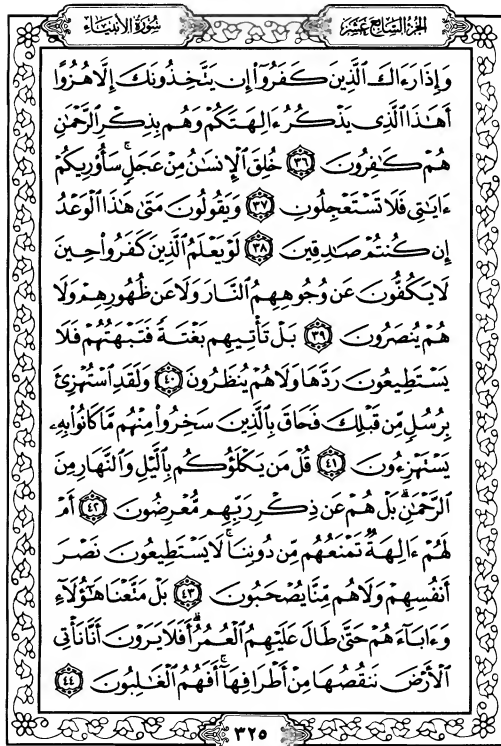 الجزء السابع عشر
سورة الأنبياء
وَإِذَا رَءَاكَ ٱلَّذِينَ كَفَرُوٓا۟ إِن يَتَّخِذُونَكَ إِلَّا هُزُوًا
أَهَٰذَا ٱلَّذِى يَذْكُرُ ءَالِهَتَكُمْ وَهُم بِذِكْرِ ٱلرَّحْمَٰنِ
هُمْ كَٰفِرُونَ ٣٦ خُلِقَ ٱلْإِنسَٰنُ مِنْ عَجَلٍ ۚ سَأُو۟رِيكُمْ
ءَايَٰتِى فَلَا تَسْتَعْجِلُونِ ٣٧ وَيَقُولُونَ مَتَىٰ هَٰذَا ٱلْوَعْدُ
إِن كُنتُمْ صَٰدِقِينَ ٣٨ لَوْ يَعْلَمُ ٱلَّذِينَ كَفَرُوا۟ حِينَ
لَا يَكُفُّونَ عَن وُجُوهِهِمُ ٱلنَّارَ وَلَا عَن ظُهُورِهِمْ وَلَا
هُمْ يُنصَرُونَ ٣٩ بَلْ تَأْتِيهِم بَغْتَةً فَتَبْهَتُهُمْ فَلَا
يَسْتَطِيعُونَ رَدَّهَا وَلَا هُمْ يُنظَرُونَ ٤٠ وَلَقَدِ ٱسْتُهْزِئَ
بِرُسُلٍ مِّن قَبْلِكَ فَحَاقَ بِٱلَّذِينَ سَخِرُوا۟ مِنْهُم مَّا كَانُوا۟ بِهِۦ
يَسْتَهْزِءُونَ ٤١ قُلْ مَن يَكْلَؤُكُم بِٱلَّيْلِ وَٱلنَّهَارِ مِنَ
ٱلرَّحْمَٰنِ ۗ بَلْ هُمْ عَن ذِكْرِ رَبِّهِم مُّعْرِضُونَ ٤٢ أَمْ
لَهُمْ ءَالِهَةٌ تَمْنَعُهُم مِّن دُونِنَا ۚ لَا يَسْتَطِيعُونَ نَصْرَ
أَنفُسِهِمْ وَلَا هُم مِّنَّا يُصْحَبُونَ ٤٣ بَلْ مَتَّعْنَا هَٰٓؤُلَآءِ
وَءَابَآءَهُمْ حَتَّىٰ طَالَ عَلَيْهِمُ ٱلْعُمُرُ ۗ أَفَلَا يَرَوْنَ أَنَّا نَأْتِى
ٱلْأَرْضَ نَنقُصُهَا مِنْ أَطْرَافِهَآ ۚ أَفَهُمُ ٱلْغَٰلِبُونَ ٤٤
٣٢٥